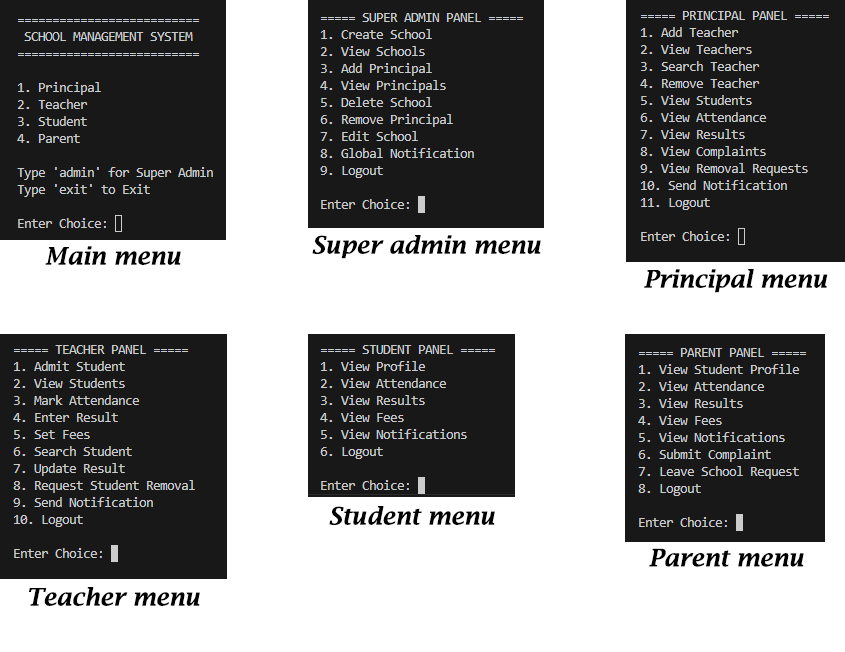 ==========================
SCHOOL MANAGEMENT SYSTEM
==========================
1. Principal
2. Teacher
3. Student
4. Parent
Type 'admin' for Super Admin
Type 'exit' to Exit
Enter Choice:
Main menu
===== SUPER ADMIN PANEL =====
1. Create School
2. View Schools
3. Add Principal
4. View Principals
5. Delete School
6. Remove Principal
7. Edit School
8. Global Notification
9. Logout
Enter Choice:
Super admin menu
===== PRINCIPAL PANEL =====
1. Add Teacher
2. View Teachers
3. Search Teacher
4. Remove Teacher
5. View Students
6. View Attendance
7. View Results
8. View Complaints
9. View Removal Requests
10. Send Notification
11. Logout
Enter Choice:
Principal menu
===== TEACHER PANEL =====
1. Admit Student
2. View Students
3. Mark Attendance
4. Enter Result
5. Set Fees
6. Search Student
7. Update Result
8. Request Student Removal
9. Send Notification
10. Logout
Enter Choice:
Teacher menu
===== STUDENT PANEL =====
1. View Profile
2. View Attendance
3. View Results
4. View Fees
5. View Notifications
6. Logout
Enter Choice:
Student menu
===== PARENT PANEL =====
1. View Student Profile
2. View Attendance
3. View Results
4. View Fees
5. View Notifications
6. Submit Complaint
7. Leave School Request
8. Logout
Enter Choice:
Parent menu